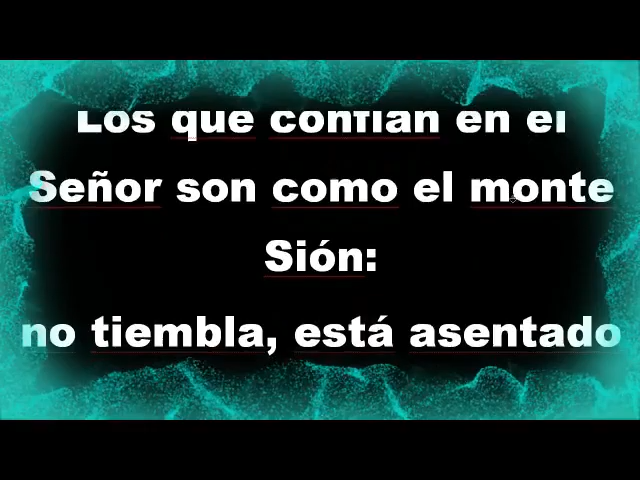 Los que confían en el
Señor son como el monte
Sión:
no tiembla, está asentado